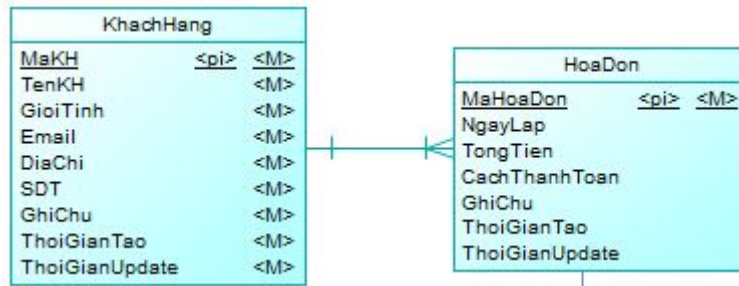 KhachHang
MaKH <pi> <M>
TenKH <M>
GioiTinh <M>
Email <M>
DiaChi <M>
SDT <M>
GhiChu <M>
ThoiGianTao <M>
ThoiGianUpdate <M>
HoaDon
MaHoaDon <pi> <M>
NgayLap
TongTien
CachThanhToan
GhiChu
ThoiGianTao
ThoiGianUpdate